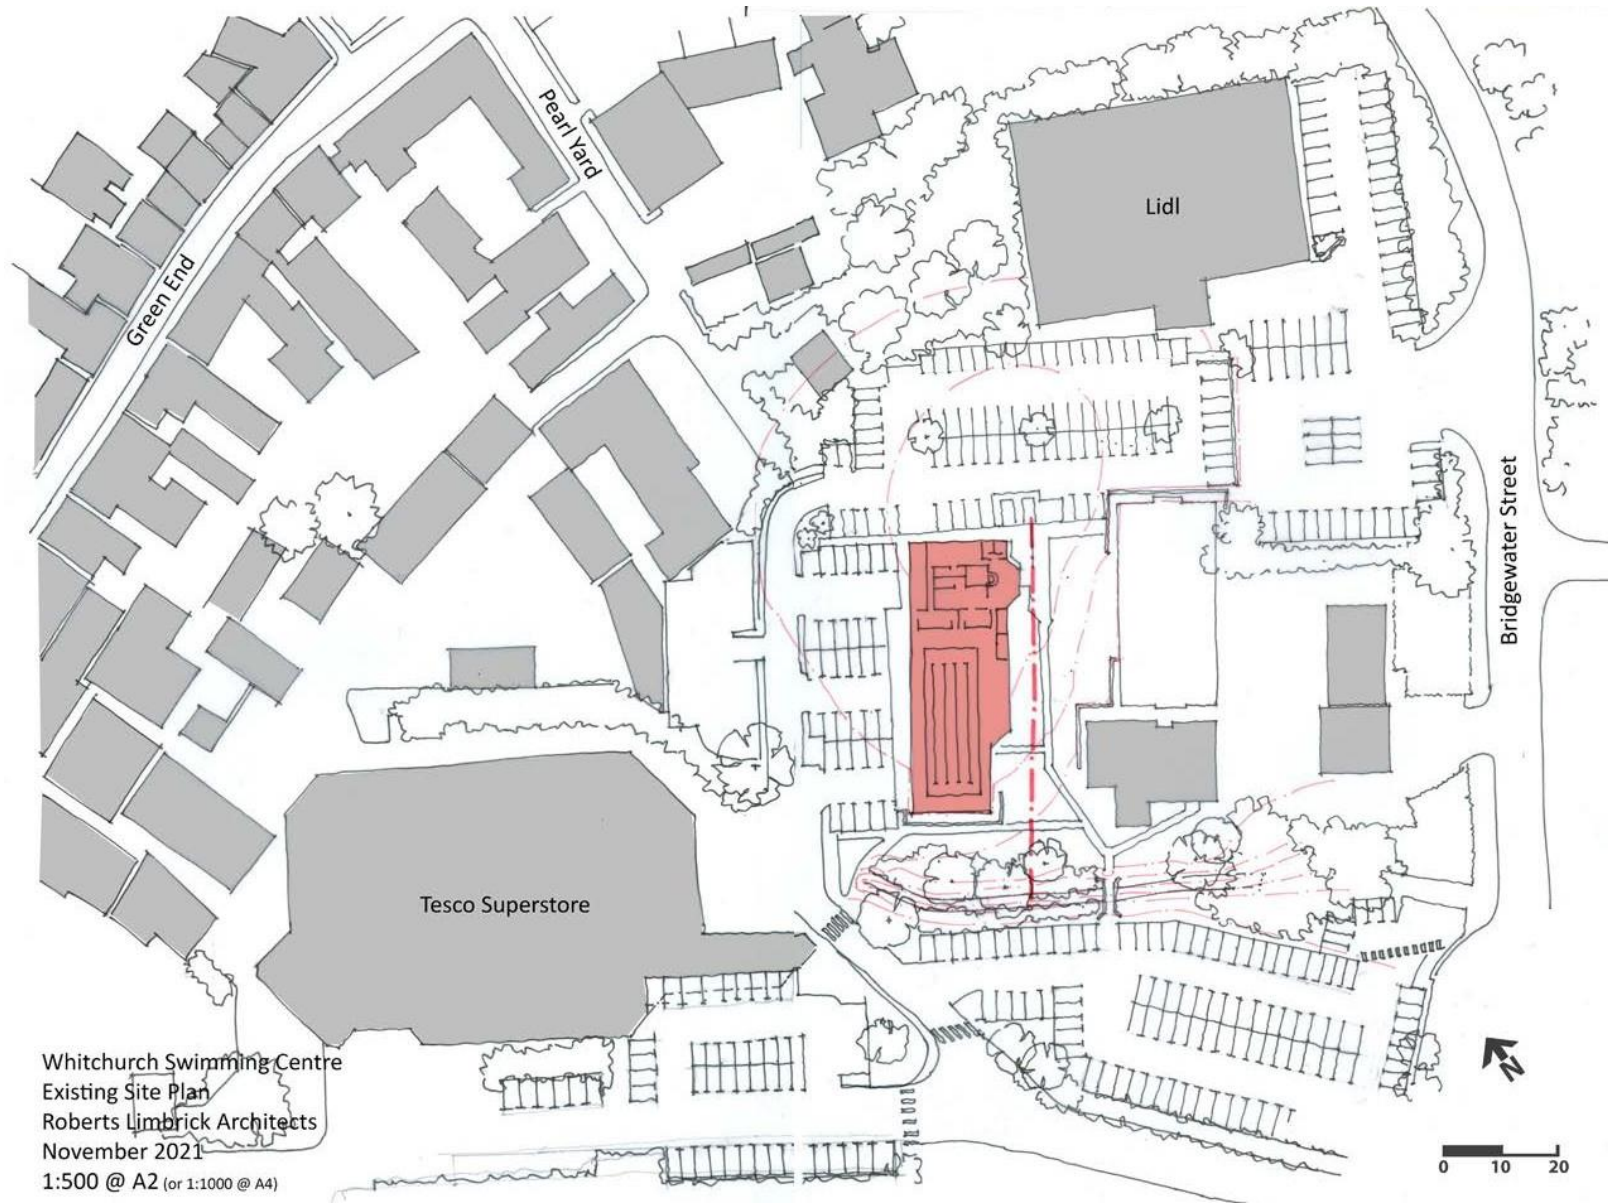 Pearl Yard
Green End
Lidl
Bridgewater Street
Tesco Superstore
Whitchurch Swimming Centre
Existing Site Plan
Roberts Limbrick Architects
November 2021
1:500 @ A2 (or 1:1000 @ A4)
N
0 10 20